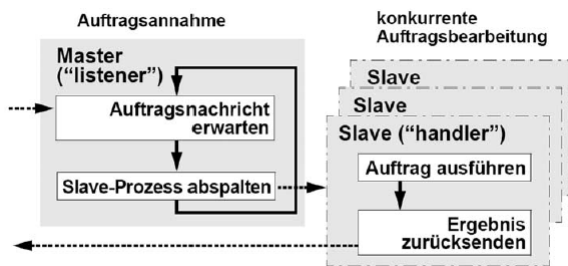 Auftragsannahme
konkurrente
Auftragsbearbeitung
Master
(“listener”)
Auftragsnachricht
erwarten
Slave-Prozess abspalten
Slave
Slave
Slave (“handler”)
Auftrag ausführen
Ergebnis
zurücksenden